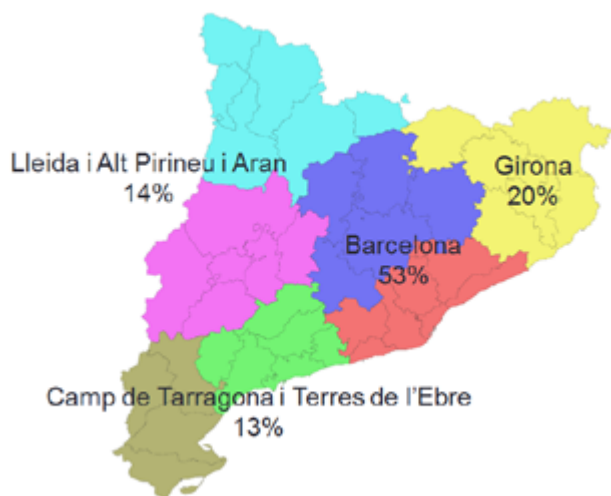 Lleida i Alt Pirineu i Aran
14%
Girona
20%
Barcelona
53%
Camp de Tarragona i Terres de l'Ebre
13%